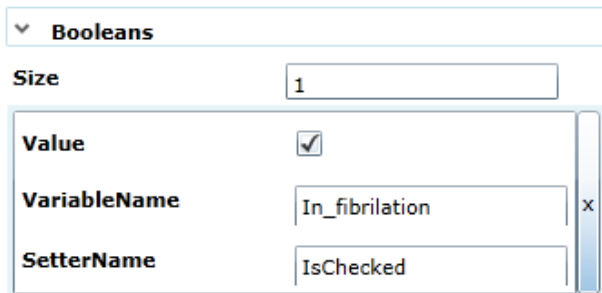 Booleans
Size 1
Value
VariableName In_fibrilation x
SetterName IsChecked